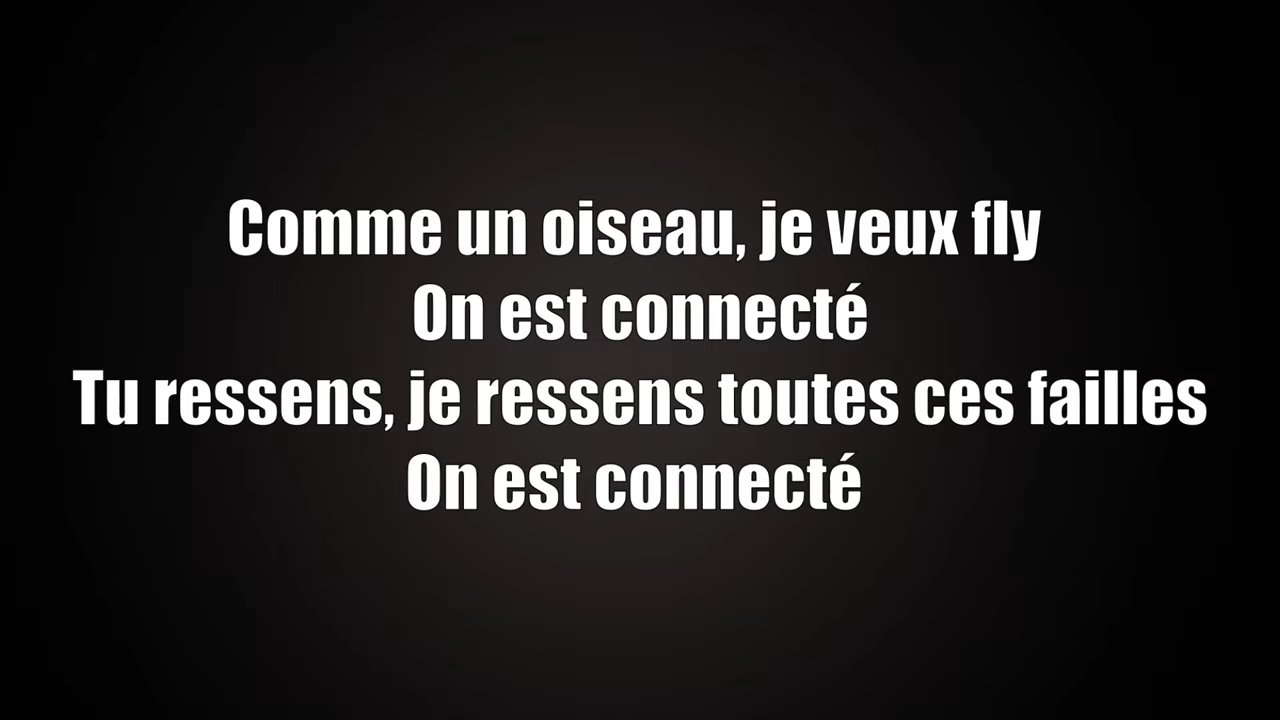 Comme un oiseau, je veux fly
On est connecté
Tu ressens, je ressens toutes ces failles
On est connecté